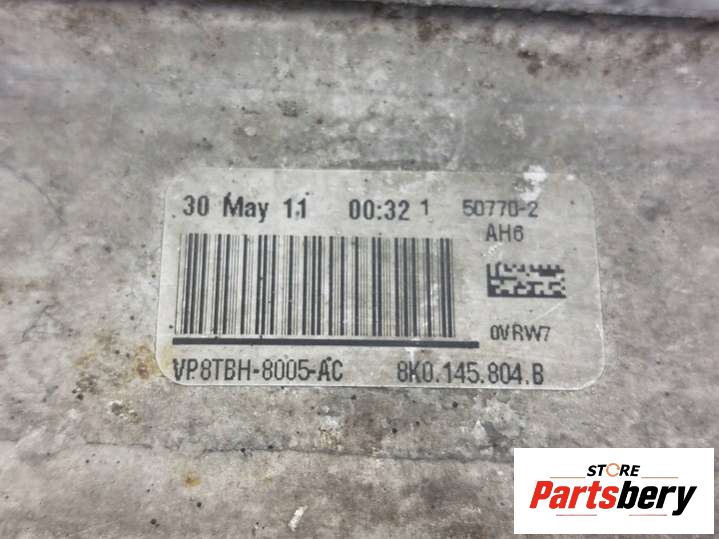 30 May 11 00:32 1 50770-2
AH6
0VRW7
VP8TBH-8005-AC 8K0.145.804.B
STORE
Partsbery